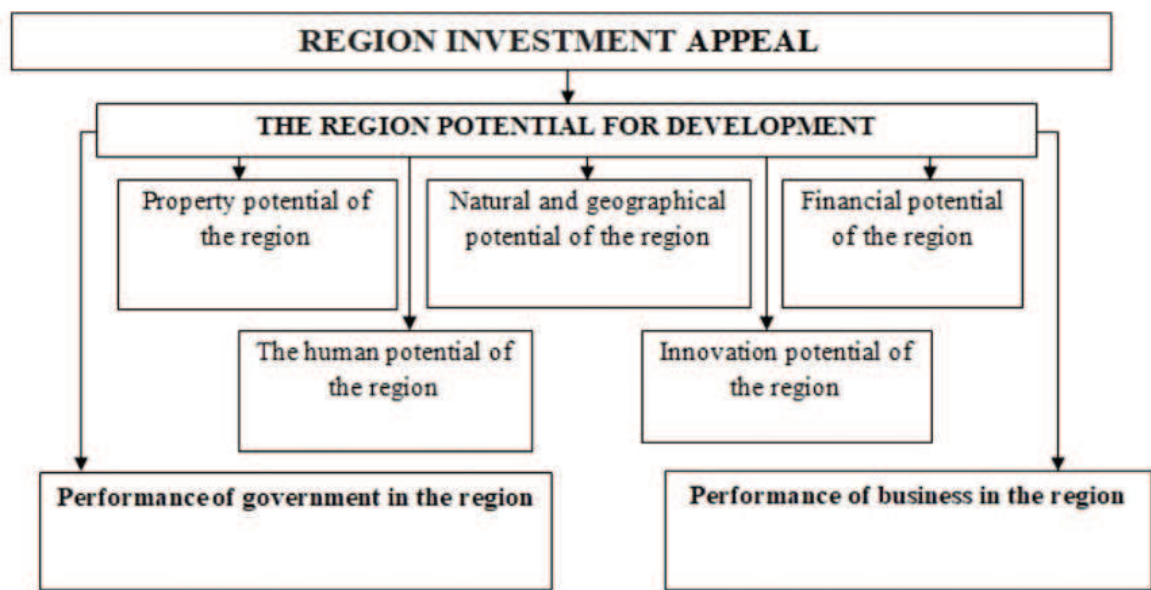 REGION INVESTMENT APPEAL
THE REGION POTENTIAL FOR DEVELOPMENT
Property potential of
the region
Natural and geographical
potential of the region
Financial potential
of the region
The human potential of
the region
Innovation potential of
the region
Performance of government in the region
Performance of business in the region